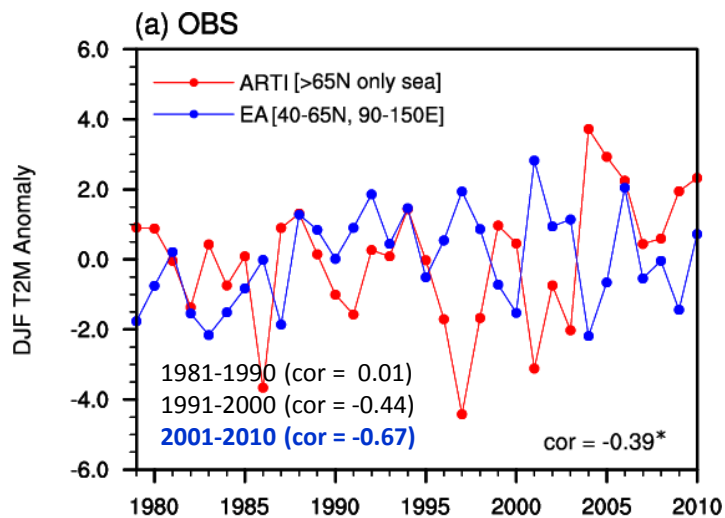 (a) OBS
6.0
4.0
2.0
0.0
-2.0
-4.0
-6.0
DJF T2M Anomaly
ARTI [>65N only sea]
EA [40-65N, 90-150E]
1981-1990 (cor = 0.01)
1991-2000 (cor = -0.44)
2001-2010 (cor = -0.67)
cor = -0.39*
1980 1985 1990 1995 2000 2005 2010